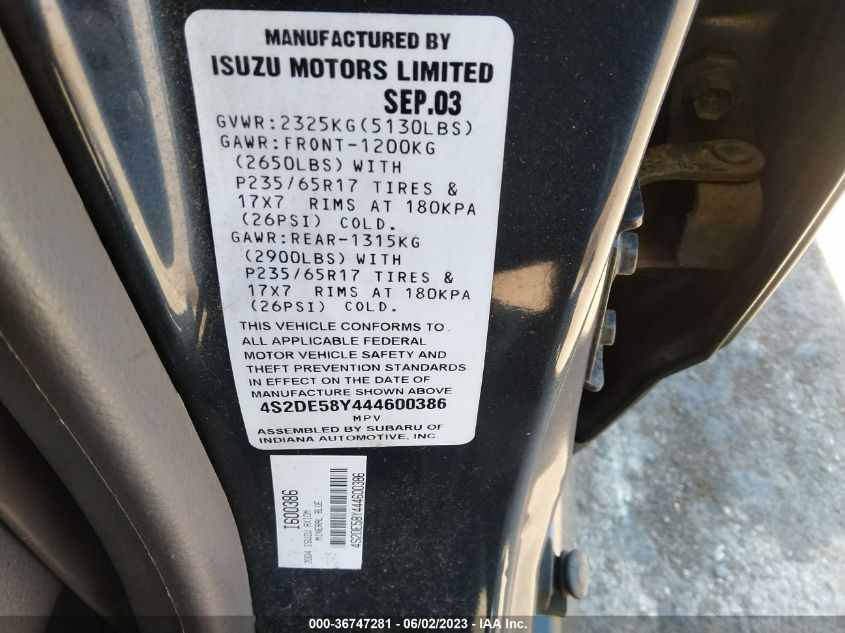 MANUFACTURED BY
ISUZU MOTORS LIMITED
SEP.03
GVWR:2325KG(5130LBS)
GAWR:FRONT-1200KG
(2650LBS) WITH
P235/65R17 TIRES &
17X7 RIMS AT 180KPA
(26PSI) COLD.
GAWR:REAR-1315KG
(2900LBS) WITH
P235/65R17 TIRES &
17X7 RIMS AT 180KPA
(26PSI) COLD.
THIS VEHICLE CONFORMS TO
ALL APPLICABLE FEDERAL
MOTOR VEHICLE SAFETY AND
THEFT PREVENTION STANDARDS
IN EFFECT ON THE DATE OF
MANUFACTURE SHOWN ABOVE
4S2DE58Y444600386
MPV
ASSEMBLED BY SUBARU OF
INDIANA AUTOMOTIVE, INC.
I600386
2004 ISUZU AXIOM
MINERAL BLUE
4S2DE58Y444600386
000-36747281 - 06/02/2023 - IAA Inc.